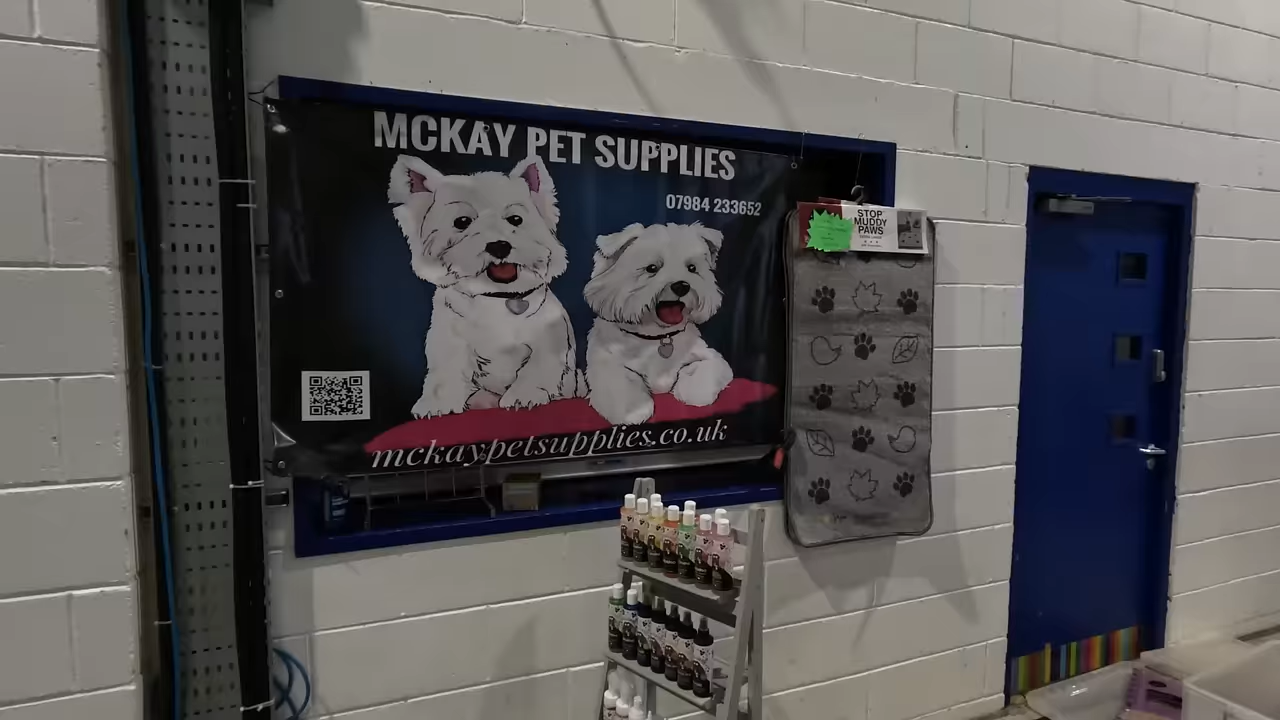 MCKAY PET SUPPLIES
07984 233652
mckaypetsupplies.co.uk
STOP
MUDDY
PAWS